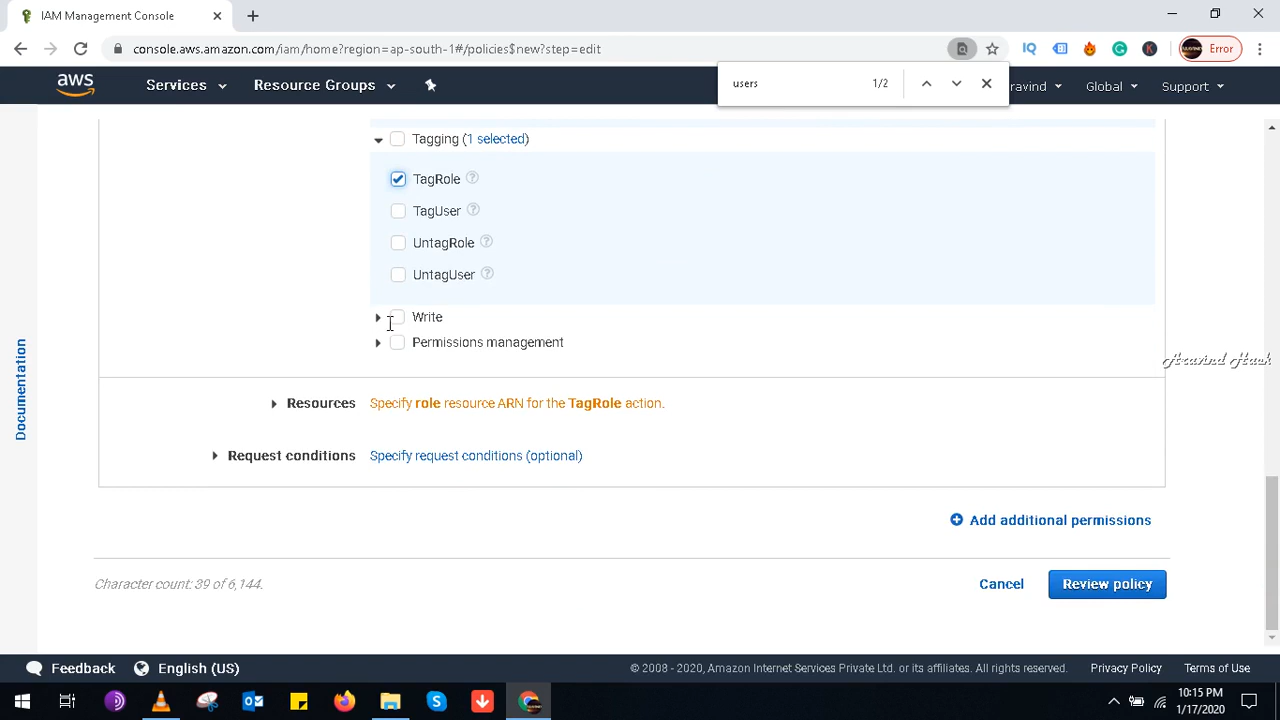 IAM Management Console
console.aws.amazon.com/iam/home?region=ap-south-1#/policies$new?step=edit
IQ
K
Error
aws
Services
Resource Groups
users
1/2
ravind
Global
Support
Tagging (1 selected)
TagRole
TagUser
UntagRole
UntagUser
Write
Permissions management
Documentation
Aravind Hack
Resources
Specify role resource ARN for the TagRole action.
Request conditions
Specify request conditions (optional)
Add additional permissions
Character count: 39 of 6,144.
Cancel
Review policy
Feedback
English (US)
© 2008 - 2020, Amazon Internet Services Private Ltd. or its affiliates. All rights reserved.
Privacy Policy
Terms of Use
10:15 PM
1/17/2020